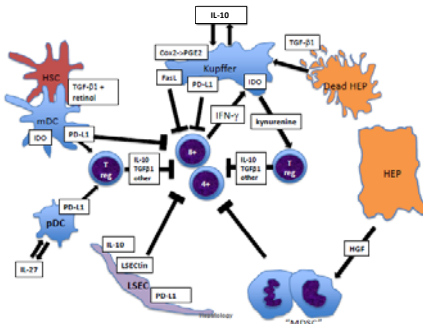 IL-10
Cox2->PGE2
Kupffer
TGF-β1
FasL
PD-L1
IDO
Dead HEP
HSC
TGF-β1 +
retinol
mDC
IDO
PD-L1
IFN-γ
kynurenine
8+
4+
T
reg
IL-10
TGFβ1
other
IL-10
TGFβ1
other
T
reg
HEP
PD-L1
pDC
IL-27
IL-10
LSECtin
LSEC
PD-L1
HGF
"MDSC"